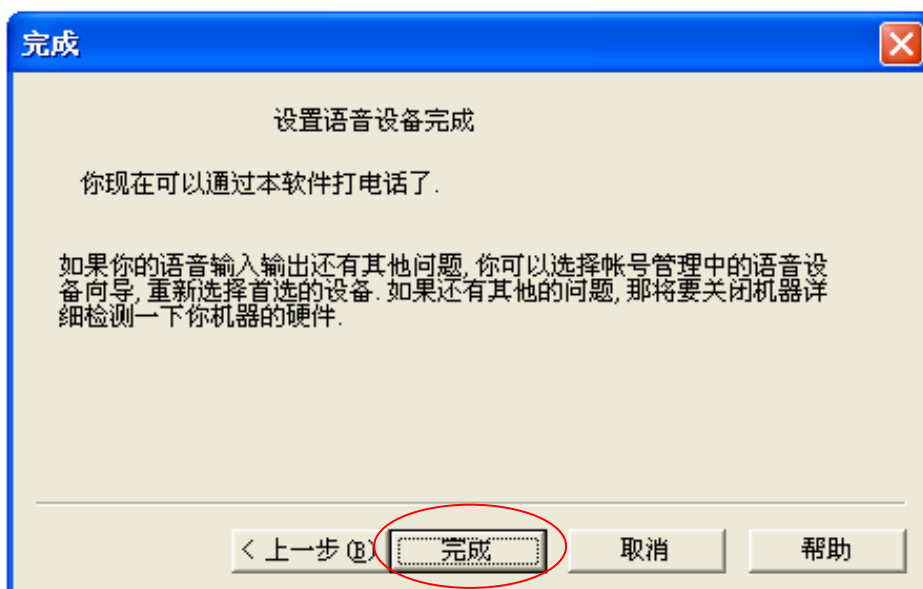 完成
设置语音设备完成
你现在可以通过本软件打电话了.
如果你的语音输入输出还有其他问题,你可以选择帐号管理中的语音设
备向导,重新选择首选的设备.如果还有其他的问题,那将要关闭机器详
细检测一下你机器的硬件.
< 上一步(B) 完成 取消 帮助